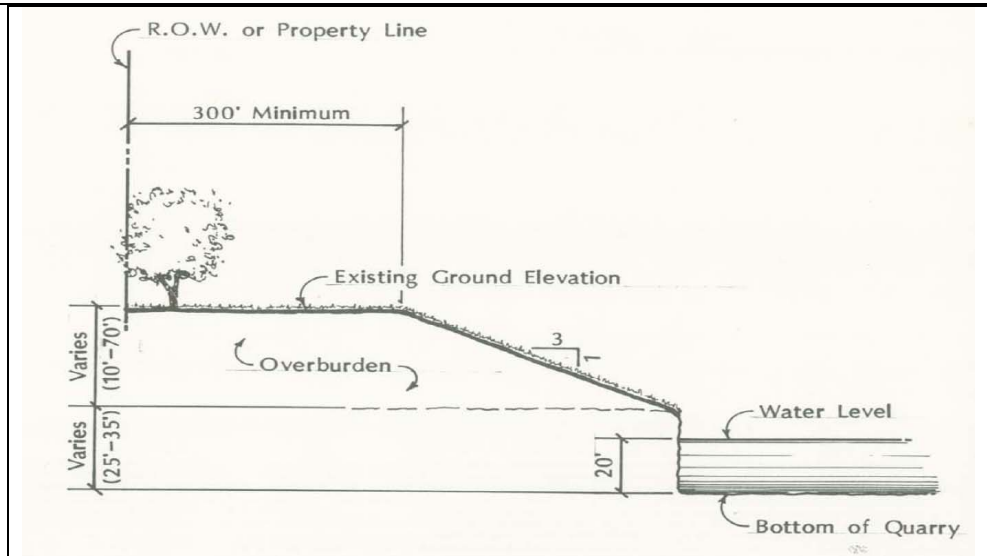 R.O.W. or Property Line
300' Minimum
Existing Ground Elevation
3
1
Varies
(10'-70')
Overburden
Varies
(25'-35')
20'
Water Level
Bottom of Quarry